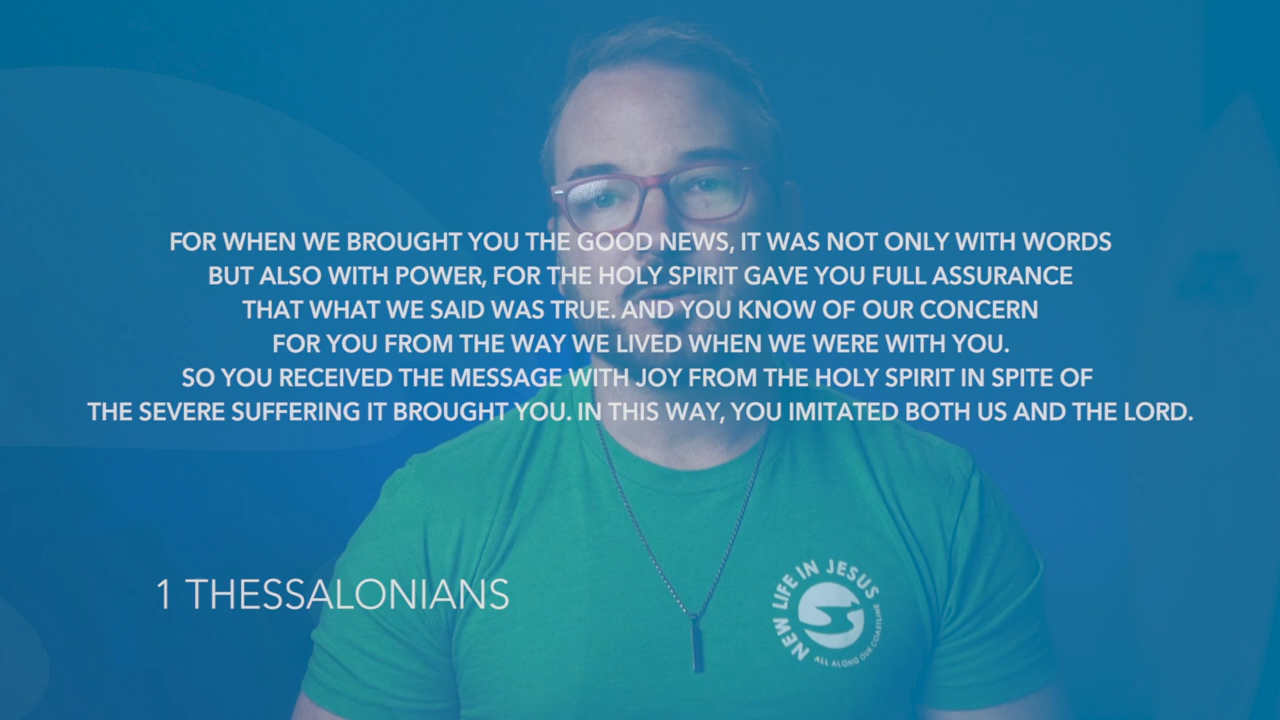 FOR WHEN WE BROUGHT YOU THE GOOD NEWS, IT WAS NOT ONLY WITH WORDS
BUT ALSO WITH POWER, FOR THE HOLY SPIRIT GAVE YOU FULL ASSURANCE
THAT WHAT WE SAID WAS TRUE. AND YOU KNOW OF OUR CONCERN
FOR YOU FROM THE WAY WE LIVED WHEN WE WERE WITH YOU.
SO YOU RECEIVED THE MESSAGE WITH JOY FROM THE HOLY SPIRIT IN SPITE OF
THE SEVERE SUFFERING IT BROUGHT YOU. IN THIS WAY, YOU IMITATED BOTH US AND THE LORD.
1 THESSALONIANS
NEW LIFE IN JESUS
ALL ALONG OUR COASTLINE